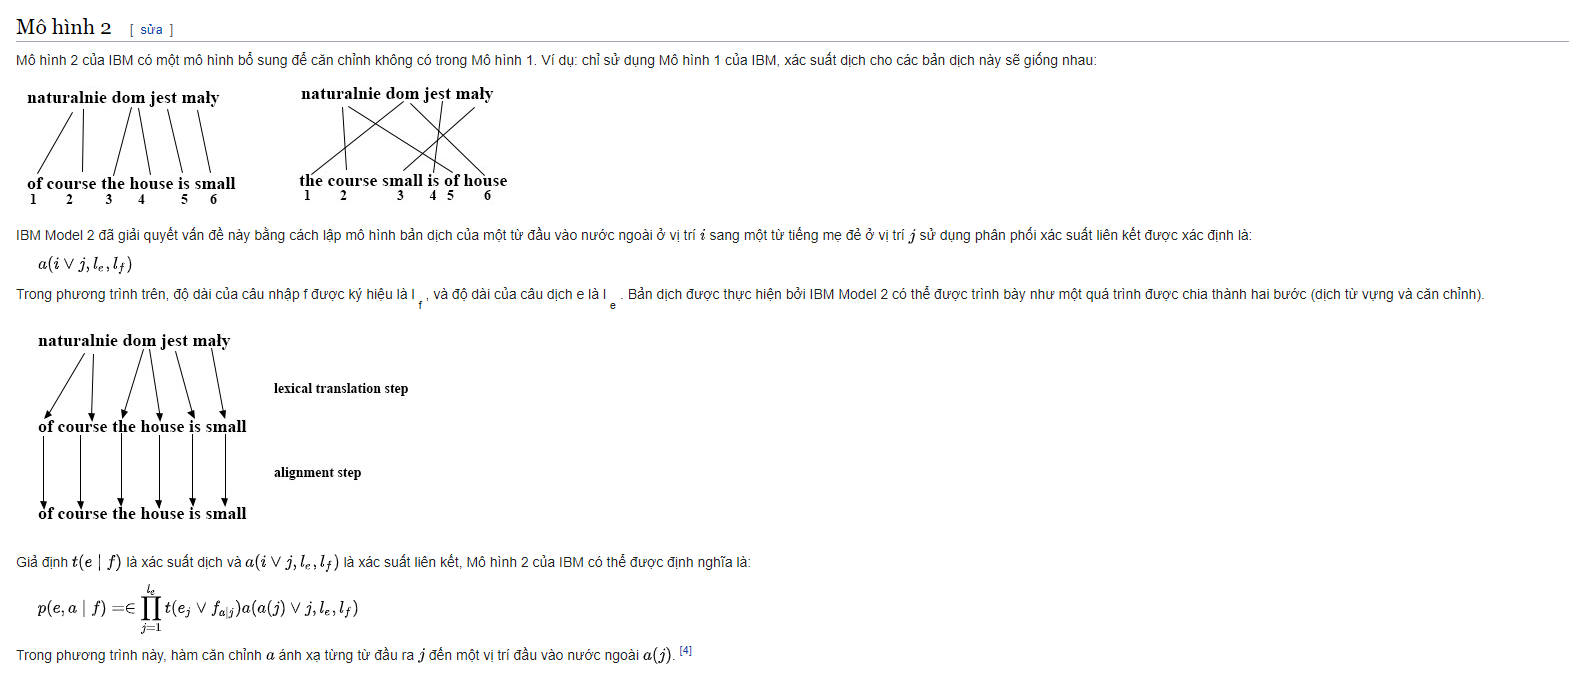 Mô hình 2 [ sửa ]
Mô hình 2 của IBM có một mô hình bổ sung để căn chỉnh không có trong Mô hình 1. Ví dụ: chỉ sử dụng Mô hình 1 của IBM, xác suất dịch cho các bản dịch này sẽ giống nhau:
naturalnie dom jest mały
of course the house is small
1 2 3 4 5 6
naturalnie dom jest mały
the course small is of house
1 2 3 4 5 6
IBM Model 2 đã giải quyết vấn đề này bằng cách lập mô hình bản dịch của một từ đầu vào nước ngoài ở vị trí i sang một từ tiếng mẹ đẻ ở vị trí j sử dụng phân phối xác suất liên kết được xác định là:
a(i ∨ j, l_e, l_f)
Trong phương trình trên, độ dài của câu nhập f được ký hiệu là l f , và độ dài của câu dịch e là l e . Bản dịch được thực hiện bởi IBM Model 2 có thể được trình bày như một quá trình được chia thành hai bước (dịch từ vựng và căn chỉnh).
naturalnie dom jest mały
lexical translation step
of course the house is small
alignment step
of course the house is small
Giả định t(e | f) là xác suất dịch và a(i ∨ j, l_e, l_f) là xác suất liên kết, Mô hình 2 của IBM có thể được định nghĩa là:
p(e, a | f) =∈ ∏_{j=1}^{l_e} t(e_j ∨ f_{a|j})a(a(j) ∨ j, l_e, l_f)
Trong phương trình này, hàm căn chỉnh a ánh xạ từng từ đầu ra j đến một vị trí đầu vào nước ngoài a(j). [4]